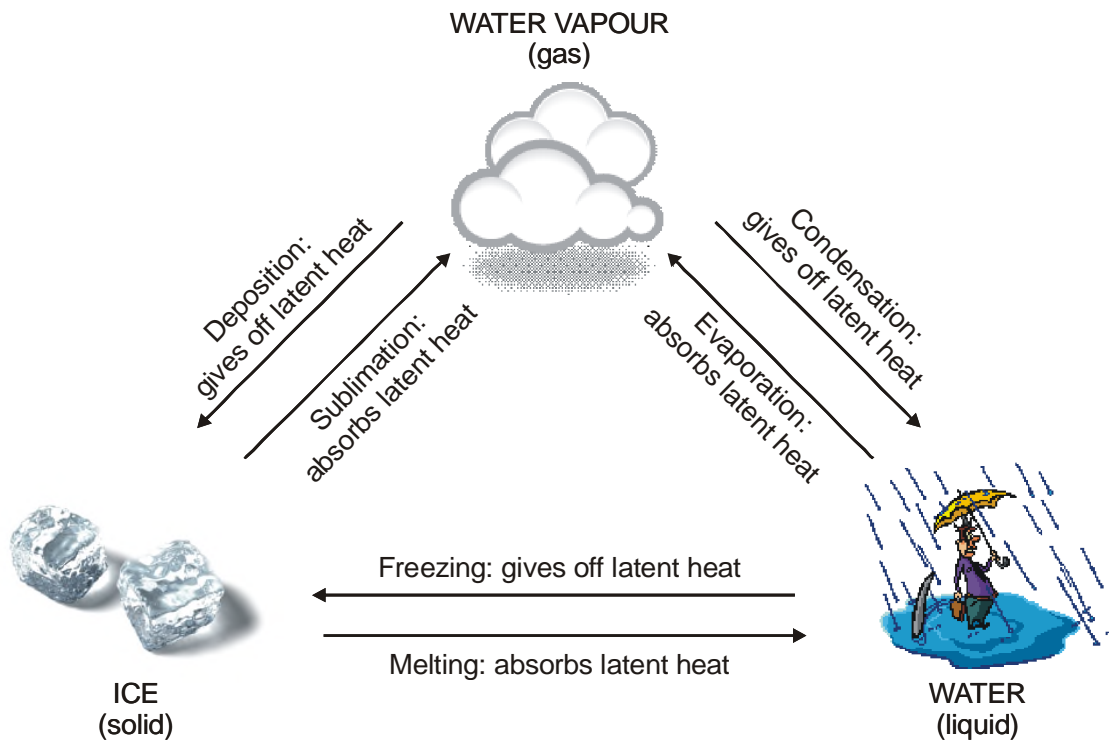 WATER VAPOUR
(gas)
Deposition:
gives off latent heat
Sublimation:
absorbs latent heat
Condensation:
gives off latent heat
Evaporation:
absorbs latent heat
Freezing: gives off latent heat
Melting: absorbs latent heat
ICE
(solid)
WATER
(liquid)